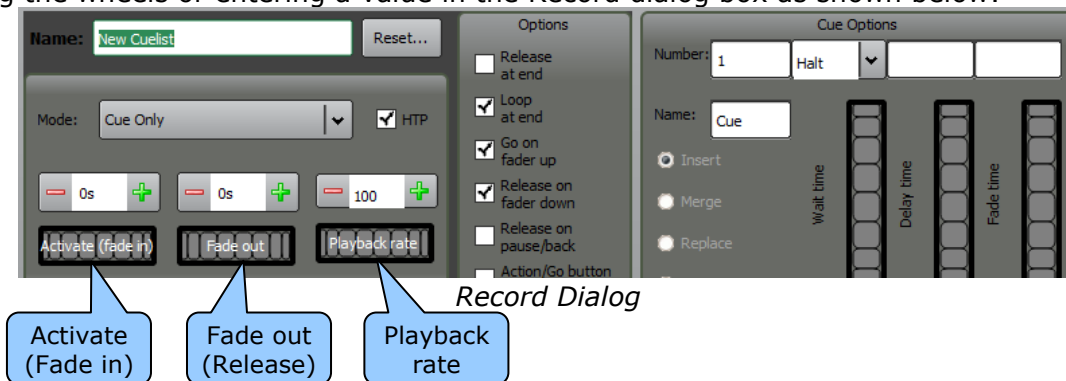 g the wheels or entering a value in the Record dialog box as shown below.
Name: New Cuelist Reset...
Mode: Cue Only HTP
0s 0s 100
Activate (fade in) Fade out Playback rate
Options
Release
at end
Loop
at end
Go on
fader up
Release on
fader down
Release on
pause/back
Action/Go button
Cue Options
Number: 1 Halt
Name: Cue
Insert
Merge
Replace
Wait time
Delay time
Fade time
Record Dialog
Activate
(Fade in)
Fade out
(Release)
Playback
rate